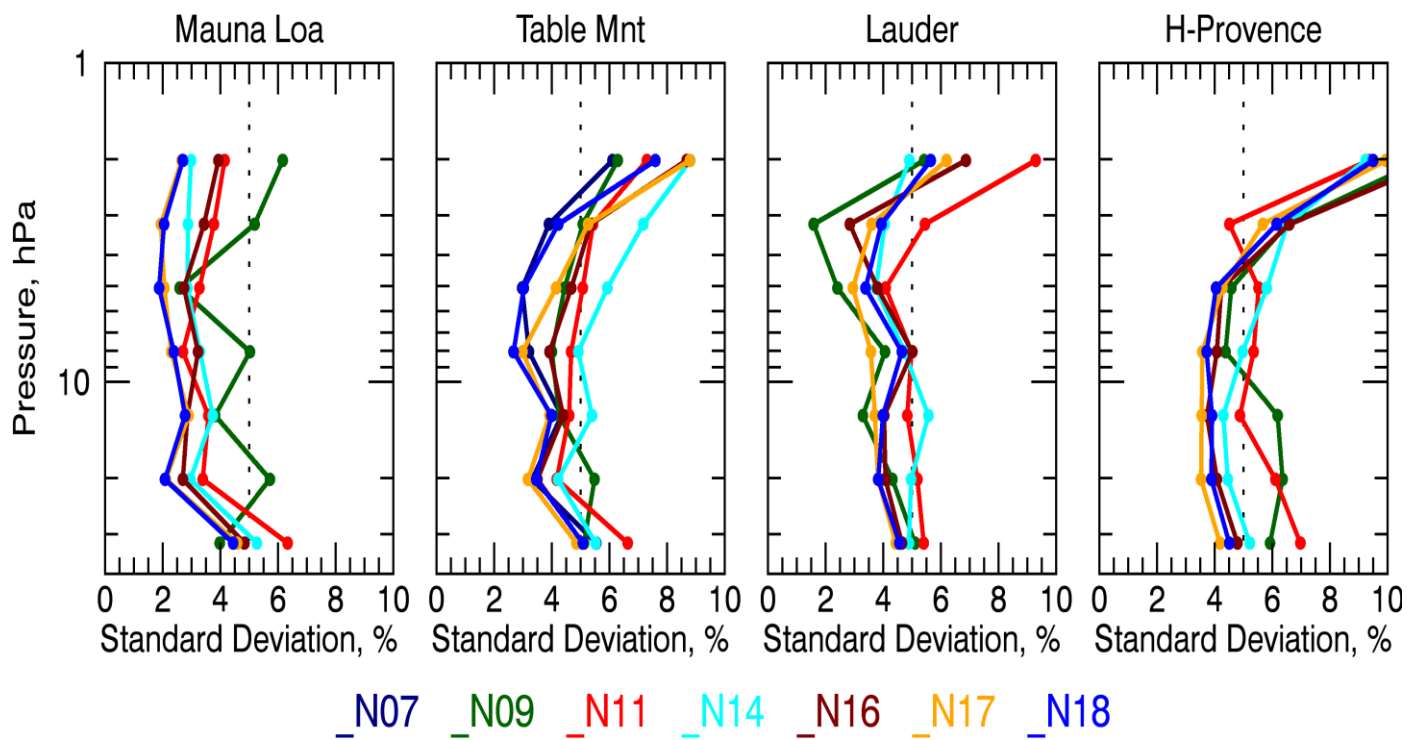 Mauna Loa Table Mnt Lauder H-Provence
1
10
Pressure, hPa
0 2 4 6 8 10 0 2 4 6 8 10 0 2 4 6 8 10 0 2 4 6 8 10
Standard Deviation, % Standard Deviation, % Standard Deviation, % Standard Deviation, %
_N07 _N09 _N11 _N14 _N16 _N17 _N18